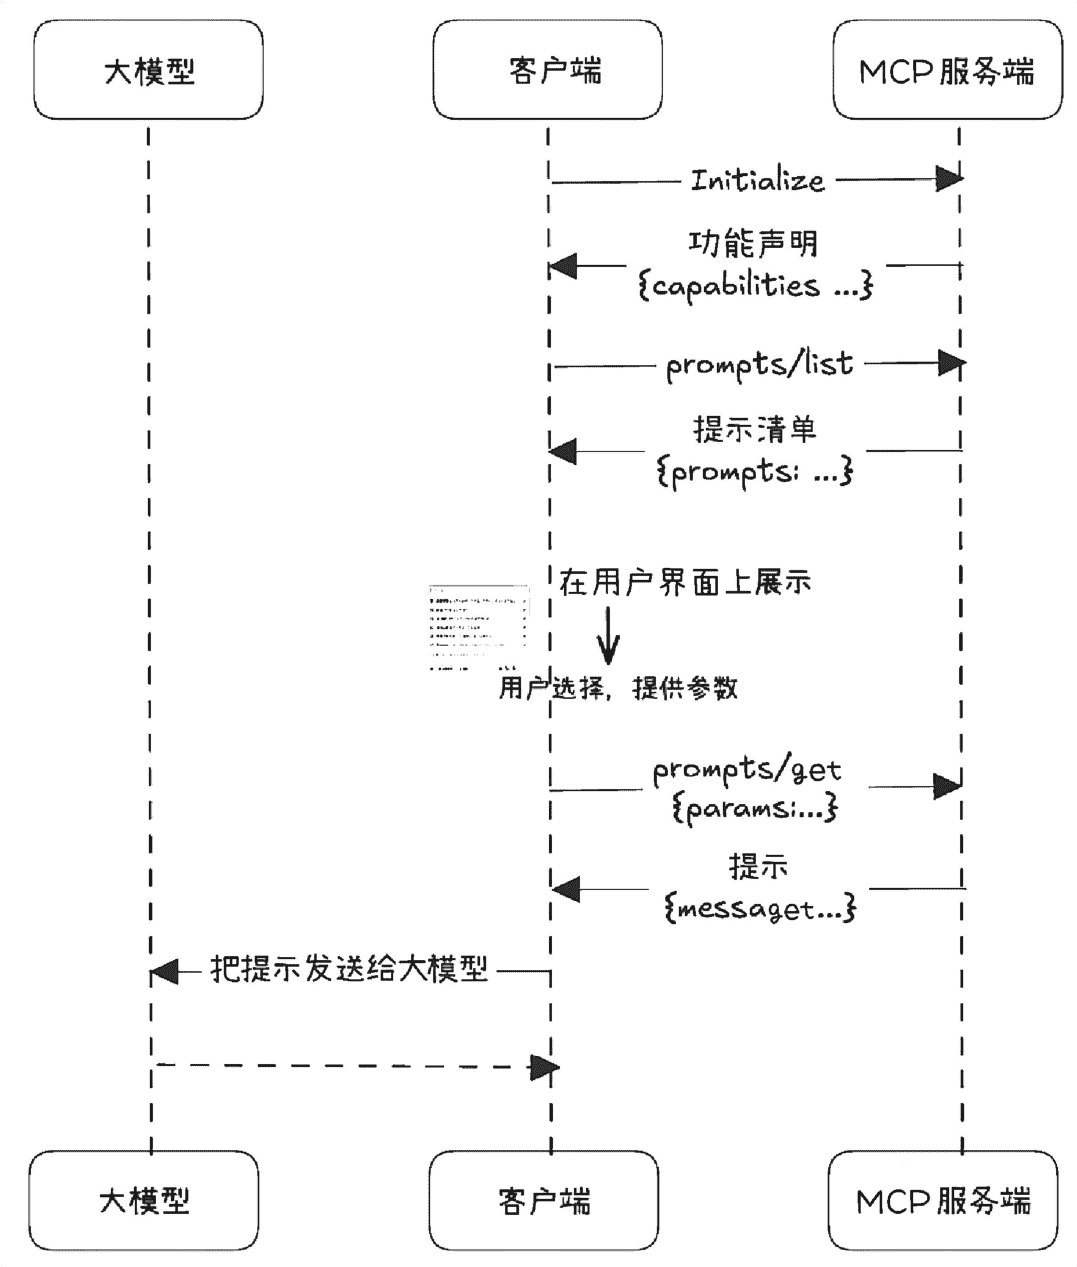 大模型
客户端
MCP服务端
Initialize
功能声明
{capabilities ...}
prompts/list
提示清单
{prompts: ...}
在用户界面上展示
用户选择，提供参数
prompts/get
{params:...}
提示
{messaget...}
把提示发送给大模型
大模型
客户端
MCP服务端